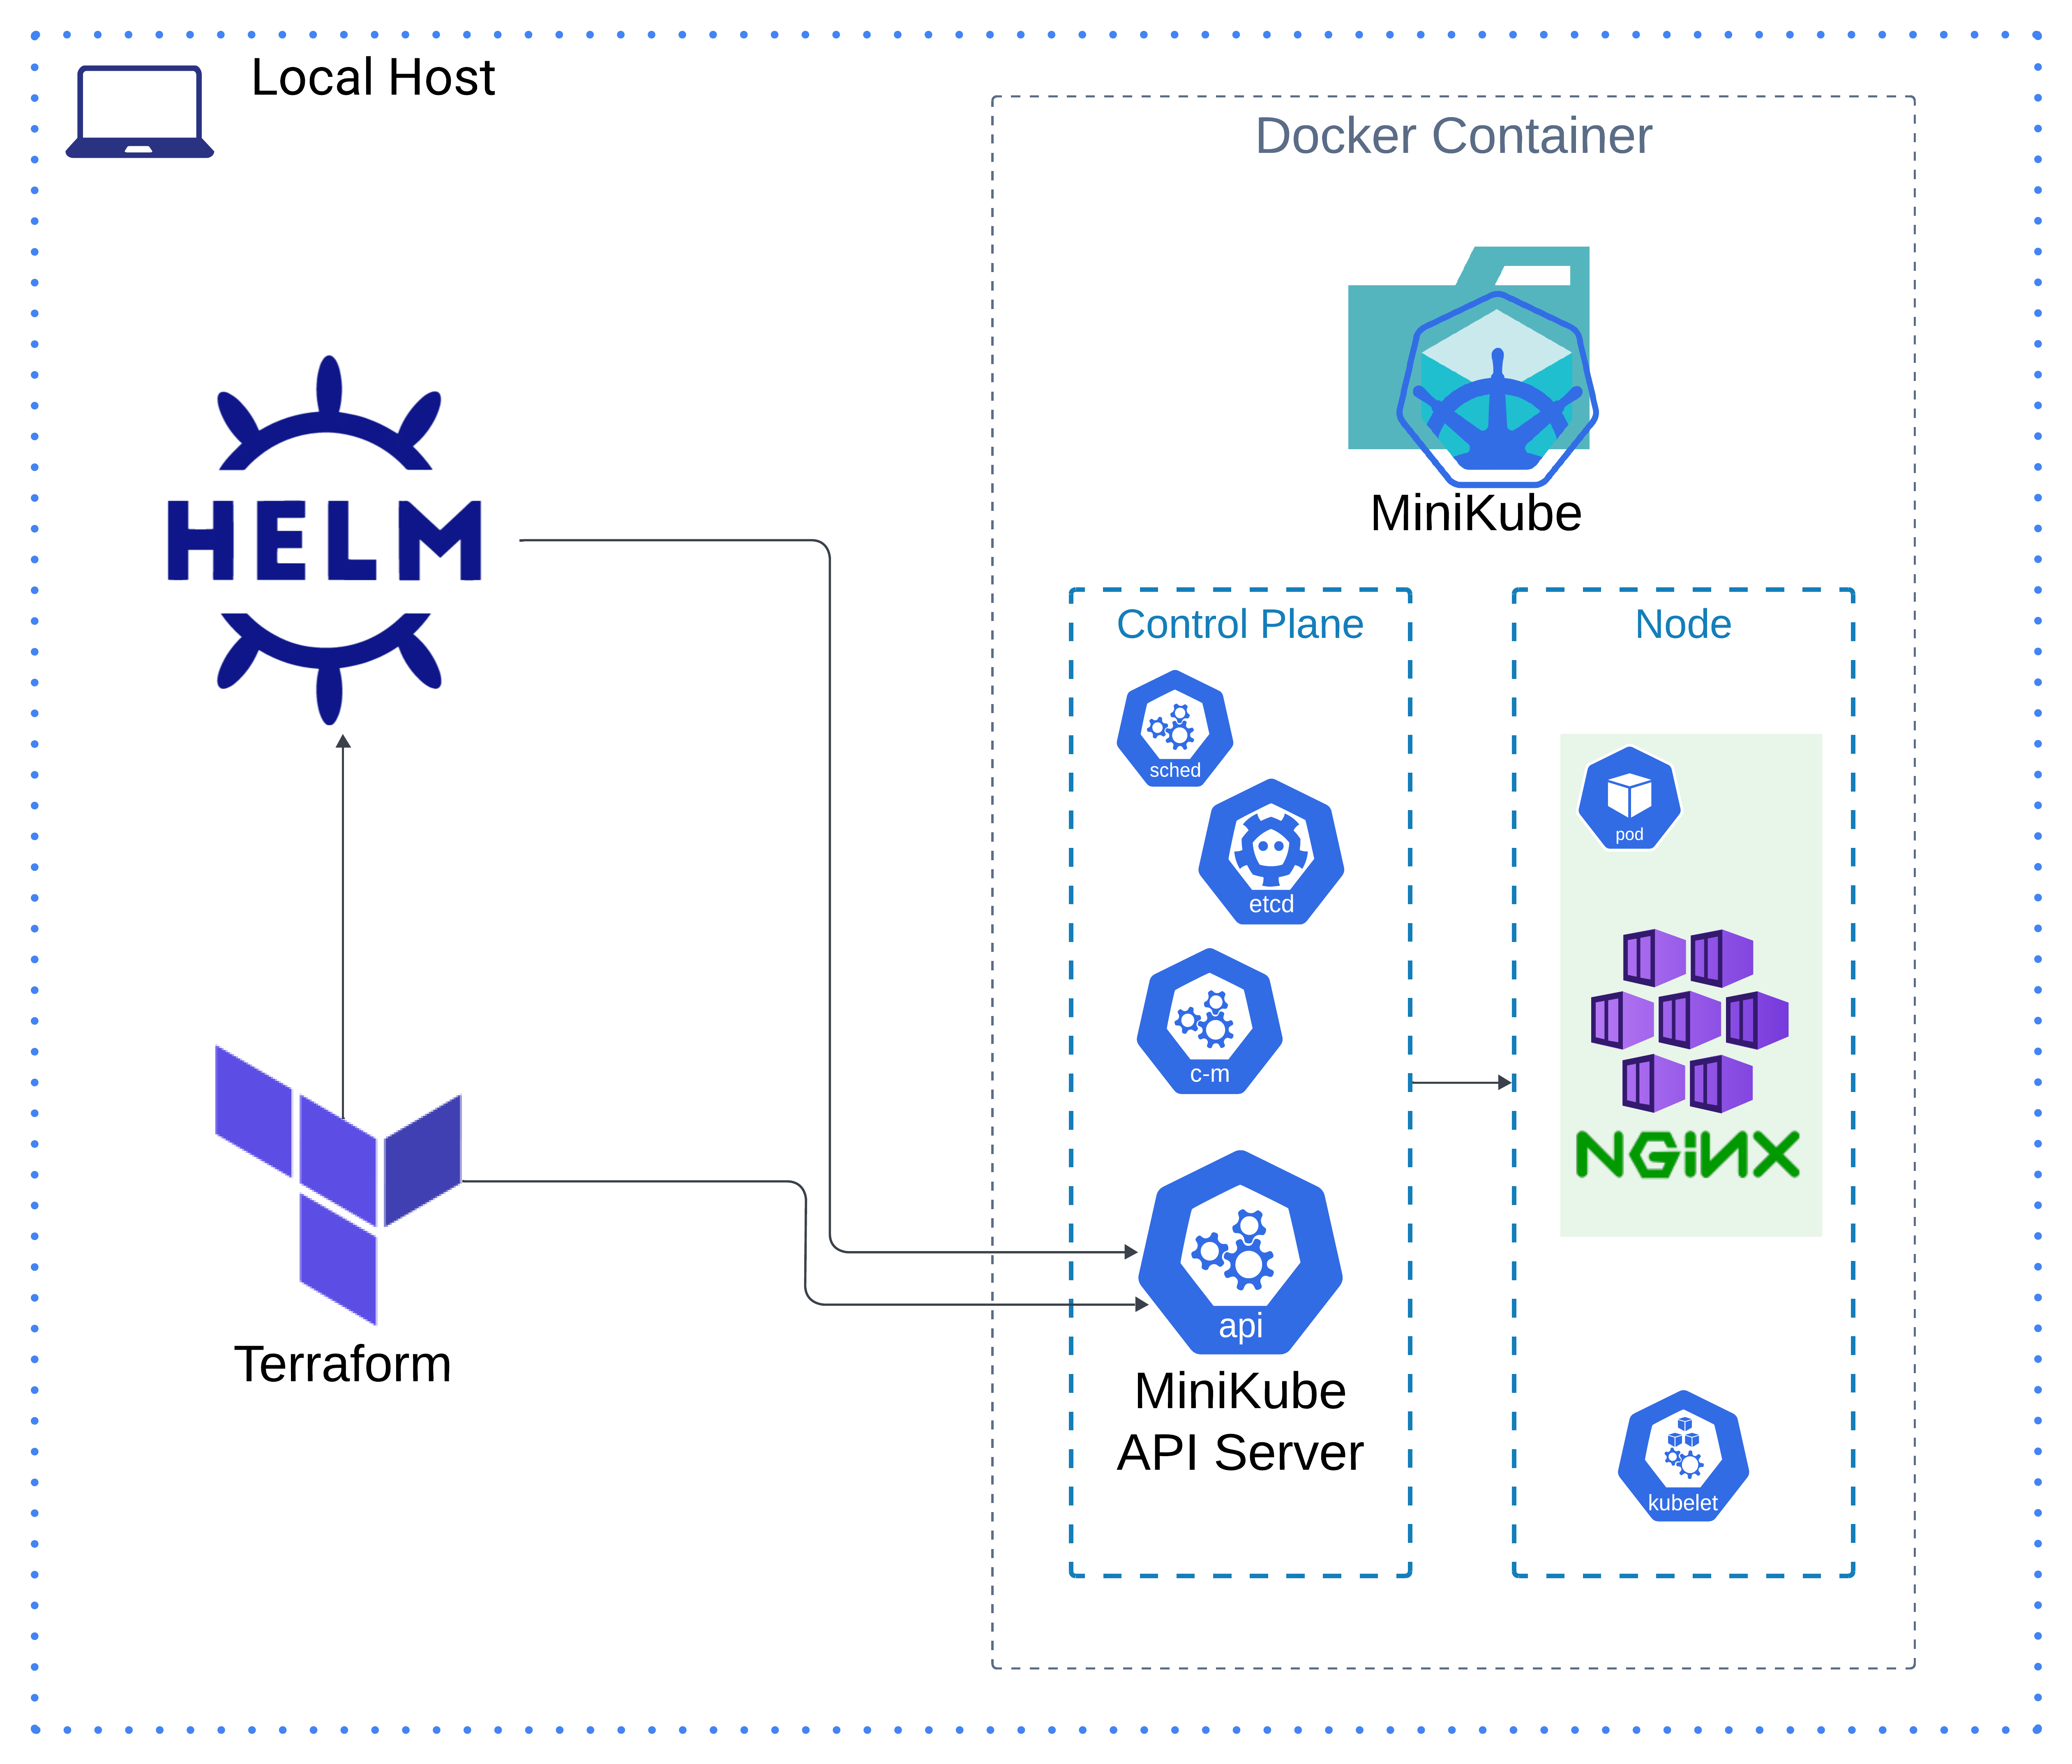 Local Host
Docker Container
MiniKube
HELM
Control Plane
Node
sched
pod
etcd
c-m
NGiNX
api
MiniKube
API Server
Terraform
kubelet